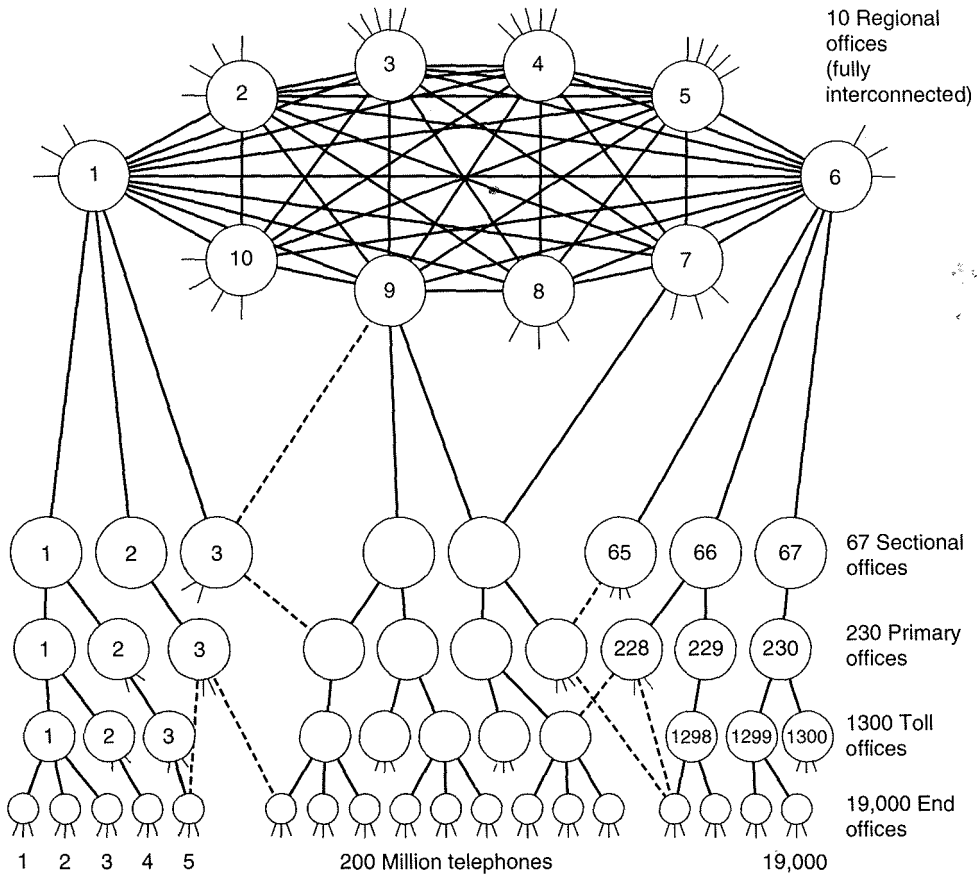 10 Regional
offices
(fully
interconnected)
3
4
2
5
1
6
10
7
9
8
67 Sectional
offices
1
2
3
65
66
67
230 Primary
offices
1
2
3
228
229
230
1300 Toll
offices
1
2
3
1298
1299
1300
19,000 End
offices
1
2
3
4
5
200 Million telephones
19,000